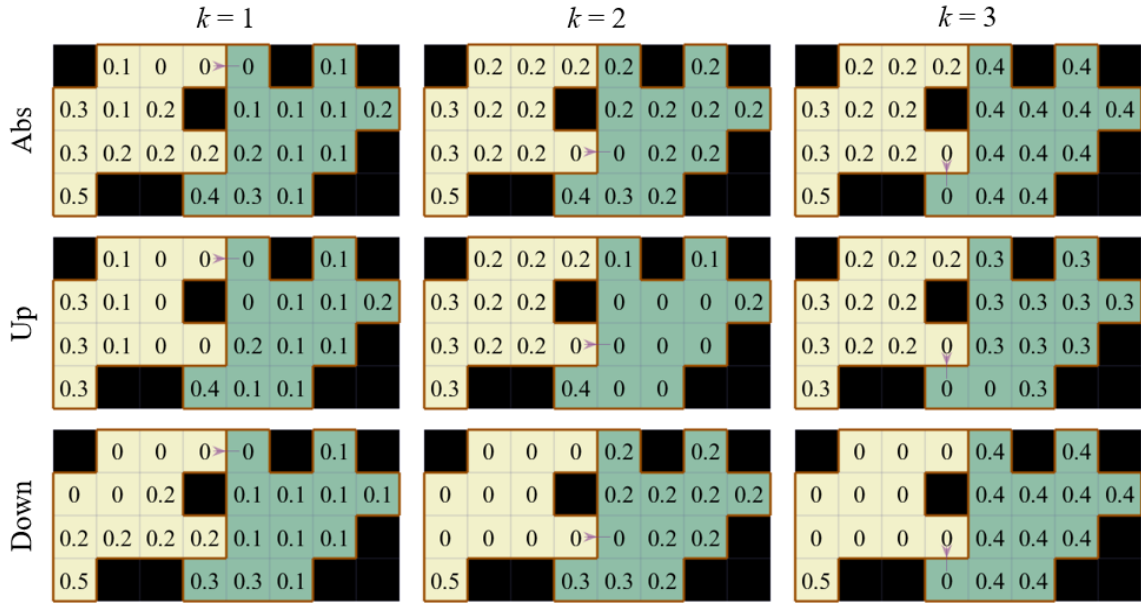 k = 1 k = 2 k = 3
Abs
0.1 0 0 0 0.1 0.2 0.2 0.2 0.2 0.2 0.2 0.2 0.2 0.4 0.4
0.3 0.1 0.2 0.1 0.1 0.1 0.2 0.3 0.2 0.2 0.2 0.2 0.2 0.2 0.3 0.2 0.2 0.4 0.4 0.4 0.4
0.3 0.2 0.2 0.2 0.2 0.1 0.1 0.3 0.2 0.2 0 0 0.2 0.2 0.3 0.2 0.2 0 0.4 0.4 0.4
0.5 0.4 0.3 0.1 0.5 0.4 0.3 0.2 0.5 0 0.4 0.4
Up
0.1 0 0 0 0.1 0.2 0.2 0.2 0.1 0.1 0.2 0.2 0.2 0.3 0.3
0.3 0.1 0 0 0.1 0.1 0.2 0.3 0.2 0.2 0 0 0 0.2 0.3 0.2 0.2 0.3 0.3 0.3 0.3
0.3 0.1 0 0 0.2 0.1 0.1 0.3 0.2 0.2 0 0 0 0 0.3 0.2 0.2 0 0.3 0.3 0.3
0.3 0.4 0.1 0.1 0.3 0.4 0 0 0.3 0 0 0.3
Down
0 0 0 0 0.1 0 0 0 0.2 0.2 0 0 0 0.4 0.4
0 0 0.2 0.1 0.1 0.1 0.1 0 0 0 0.2 0.2 0.2 0.2 0 0 0 0.4 0.4 0.4 0.4
0.2 0.2 0.2 0.2 0.1 0.1 0.1 0 0 0 0 0 0.2 0.2 0 0 0 0 0.4 0.4 0.4
0.5 0.3 0.3 0.1 0.5 0.3 0.3 0.2 0.5 0 0.4 0.4